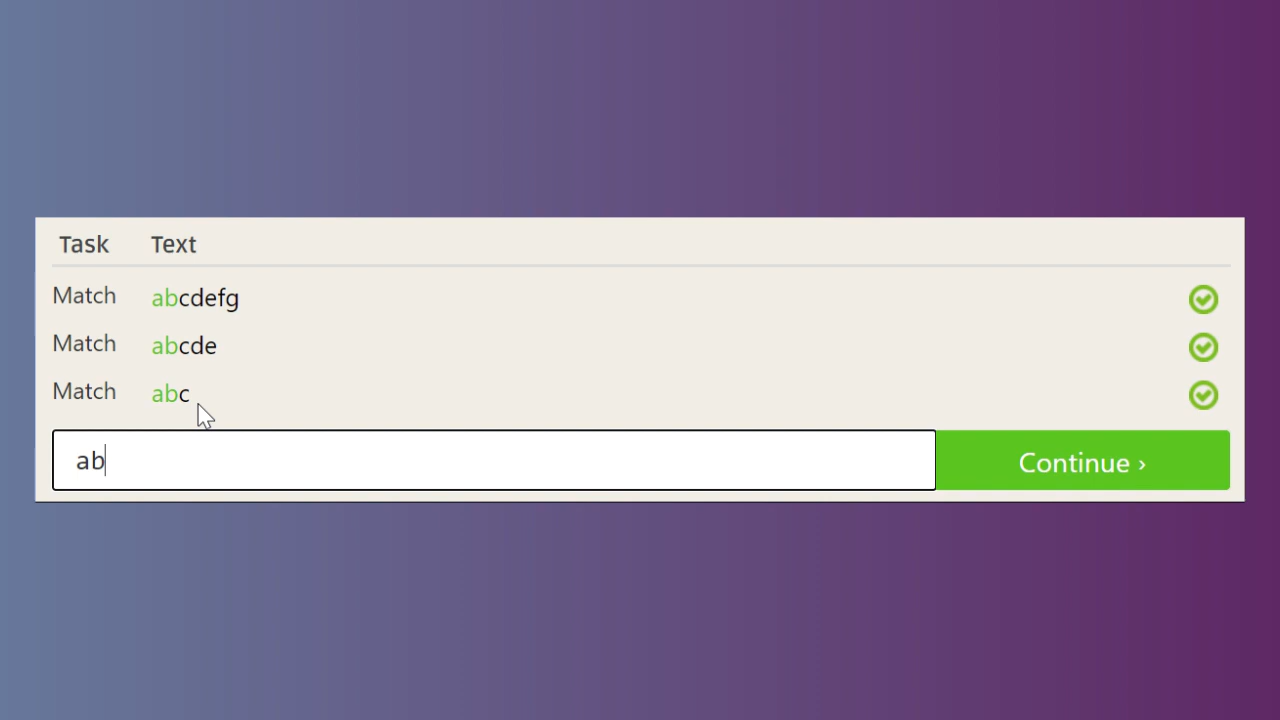 Task Text
Match abcdefg
Match abcde
Match abc
ab
Continue ›